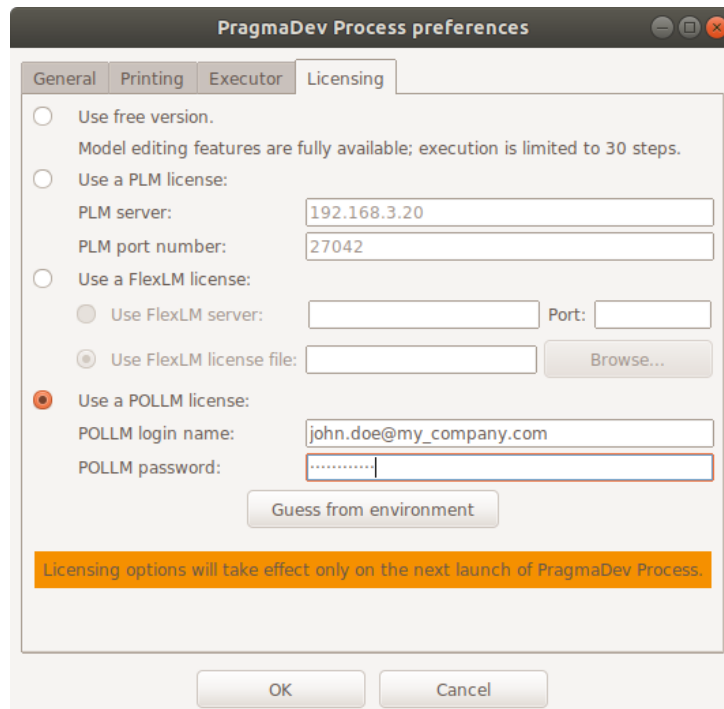 PragmaDev Process preferences
General Printing Executor Licensing
Use free version.
Model editing features are fully available; execution is limited to 30 steps.
Use a PLM license:
PLM server: 192.168.3.20
PLM port number: 27042
Use a FlexLM license:
Use FlexLM server: Port:
Use FlexLM license file: Browse...
Use a POLLM license:
POLLM login name: john.doe@my_company.com
POLLM password: ············
Guess from environment
Licensing options will take effect only on the next launch of PragmaDev Process.
OK Cancel